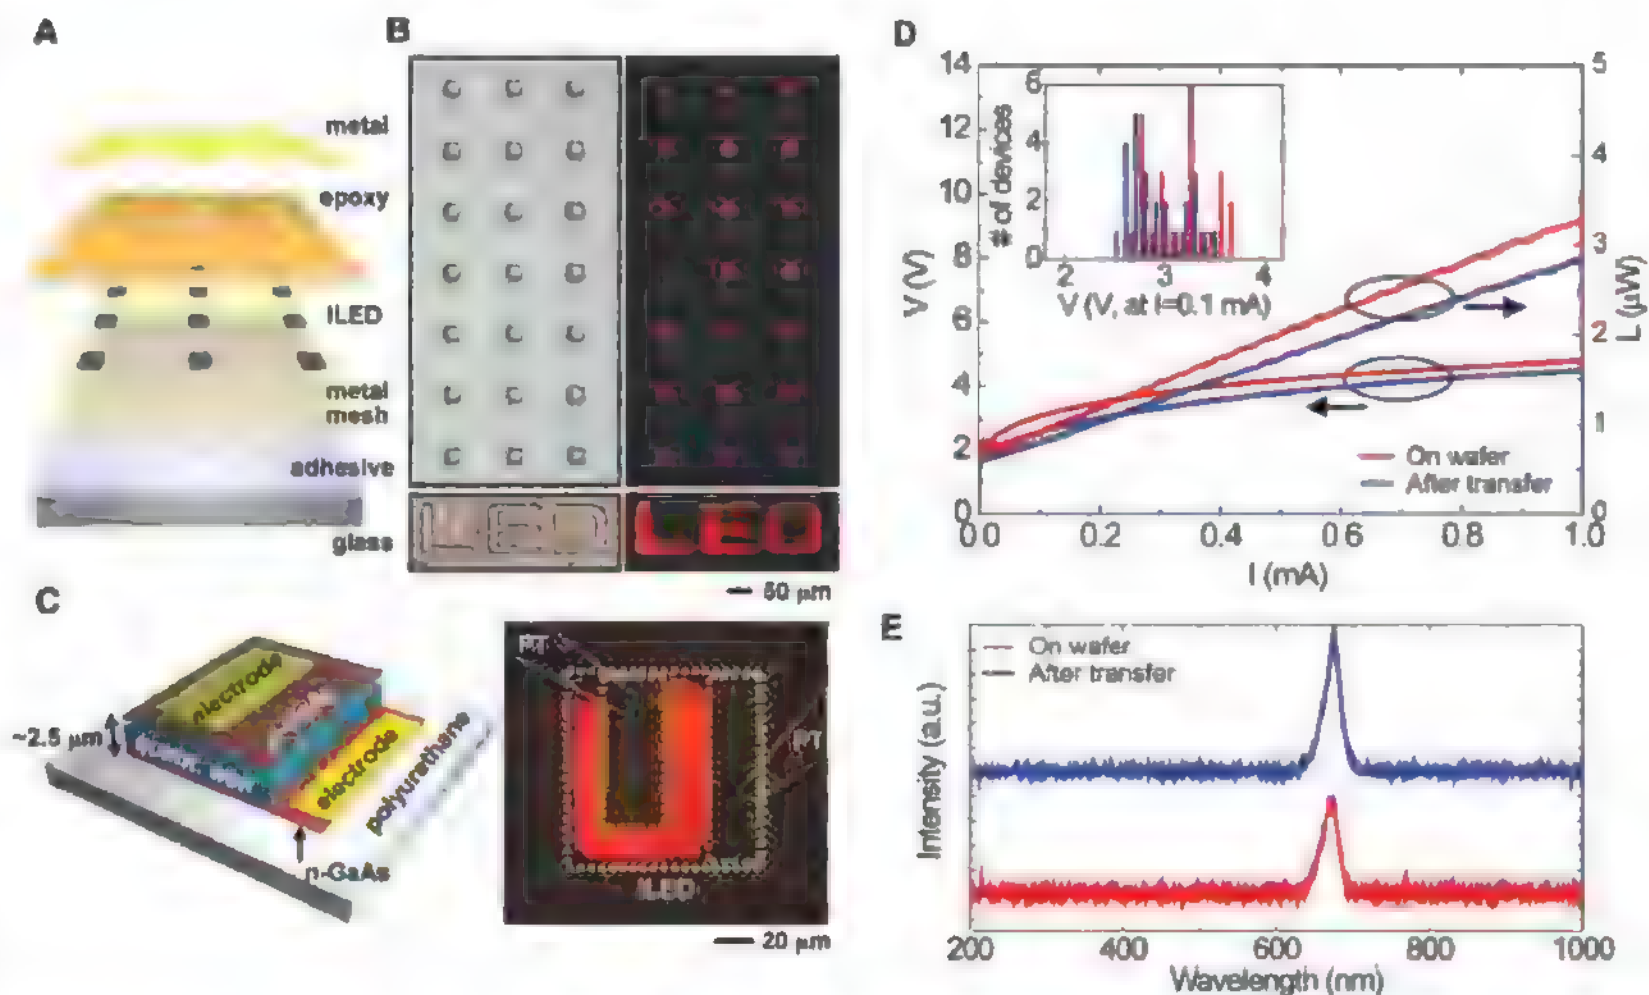 A
metal
epoxy
ILED
metal
mesh
adhesive
glass
B
50 μm
C
electrode
electrode
polyurethane
~2.5 μm
n-GaAs
PT
PT
ILED
20 μm
D
14
12
10
8
6
4
2
0
V (V)
5
4
3
2
1
0
L (μW)
0.0
0.2
0.4
0.6
0.8
1.0
I (mA)
6
4
2
0
# of devices
2
3
4
V (V, at I=0.1 mA)
On wafer
After transfer
E
On wafer
After transfer
Intensity (a.u.)
200
400
600
800
1000
Wavelength (nm)